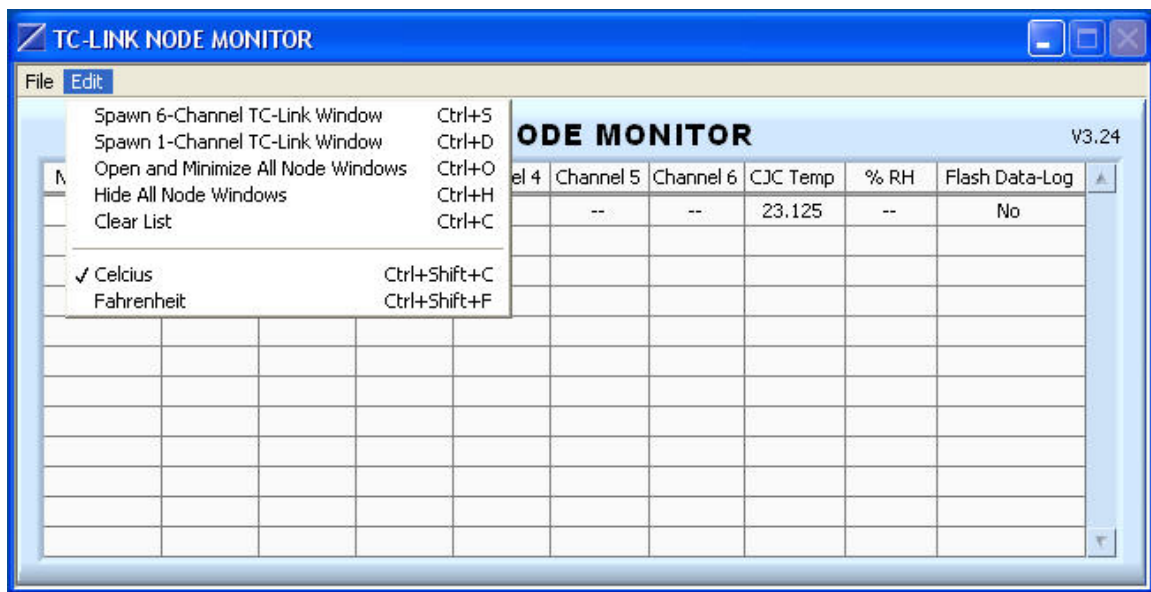 TC-LINK NODE MONITOR
File Edit
Spawn 6-Channel TC-Link Window Ctrl+S
Spawn 1-Channel TC-Link Window Ctrl+D
Open and Minimize All Node Windows Ctrl+O
Hide All Node Windows Ctrl+H
Clear List Ctrl+C
✓ Celcius Ctrl+Shift+C
Fahrenheit Ctrl+Shift+F
ODE MONITOR V3.24
N el 4 Channel 5 Channel 6 CJC Temp % RH Flash Data-Log
-- -- 23.125 -- No